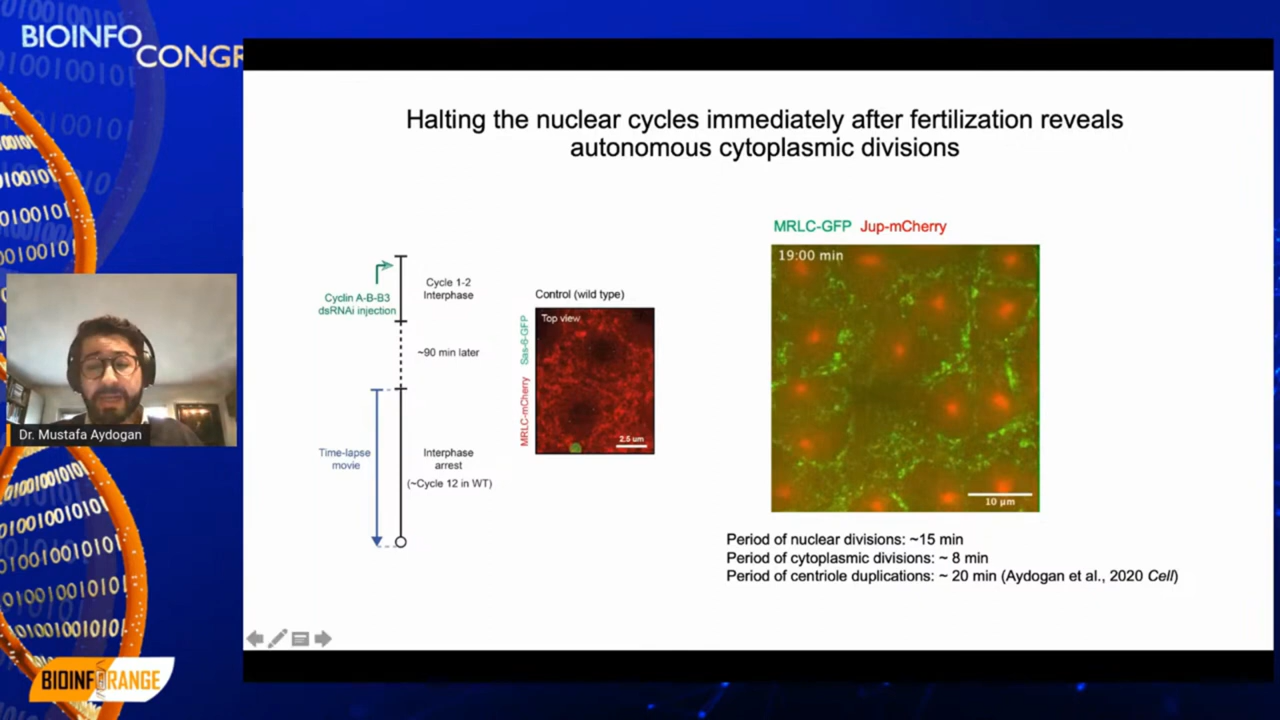 BIOINFO
CONGR
Halting the nuclear cycles immediately after fertilization reveals
autonomous cytoplasmic divisions
MRLC-GFP Jup-mCherry
19:00 min
10 µm
Cyclin A-B-B3
dsRNAi injection
Cycle 1-2
Interphase
~90 min later
Time-lapse
movie
Interphase
arrest
(~Cycle 12 in WT)
Control (wild type)
Top view
Sas-6-GFP
MRLC-mCherry
2.5 um
Period of nuclear divisions: ~15 min
Period of cytoplasmic divisions: ~ 8 min
Period of centriole duplications: ~ 20 min (Aydogan et al., 2020 Cell)
Dr. Mustafa Aydogan
BIOINFORANGE